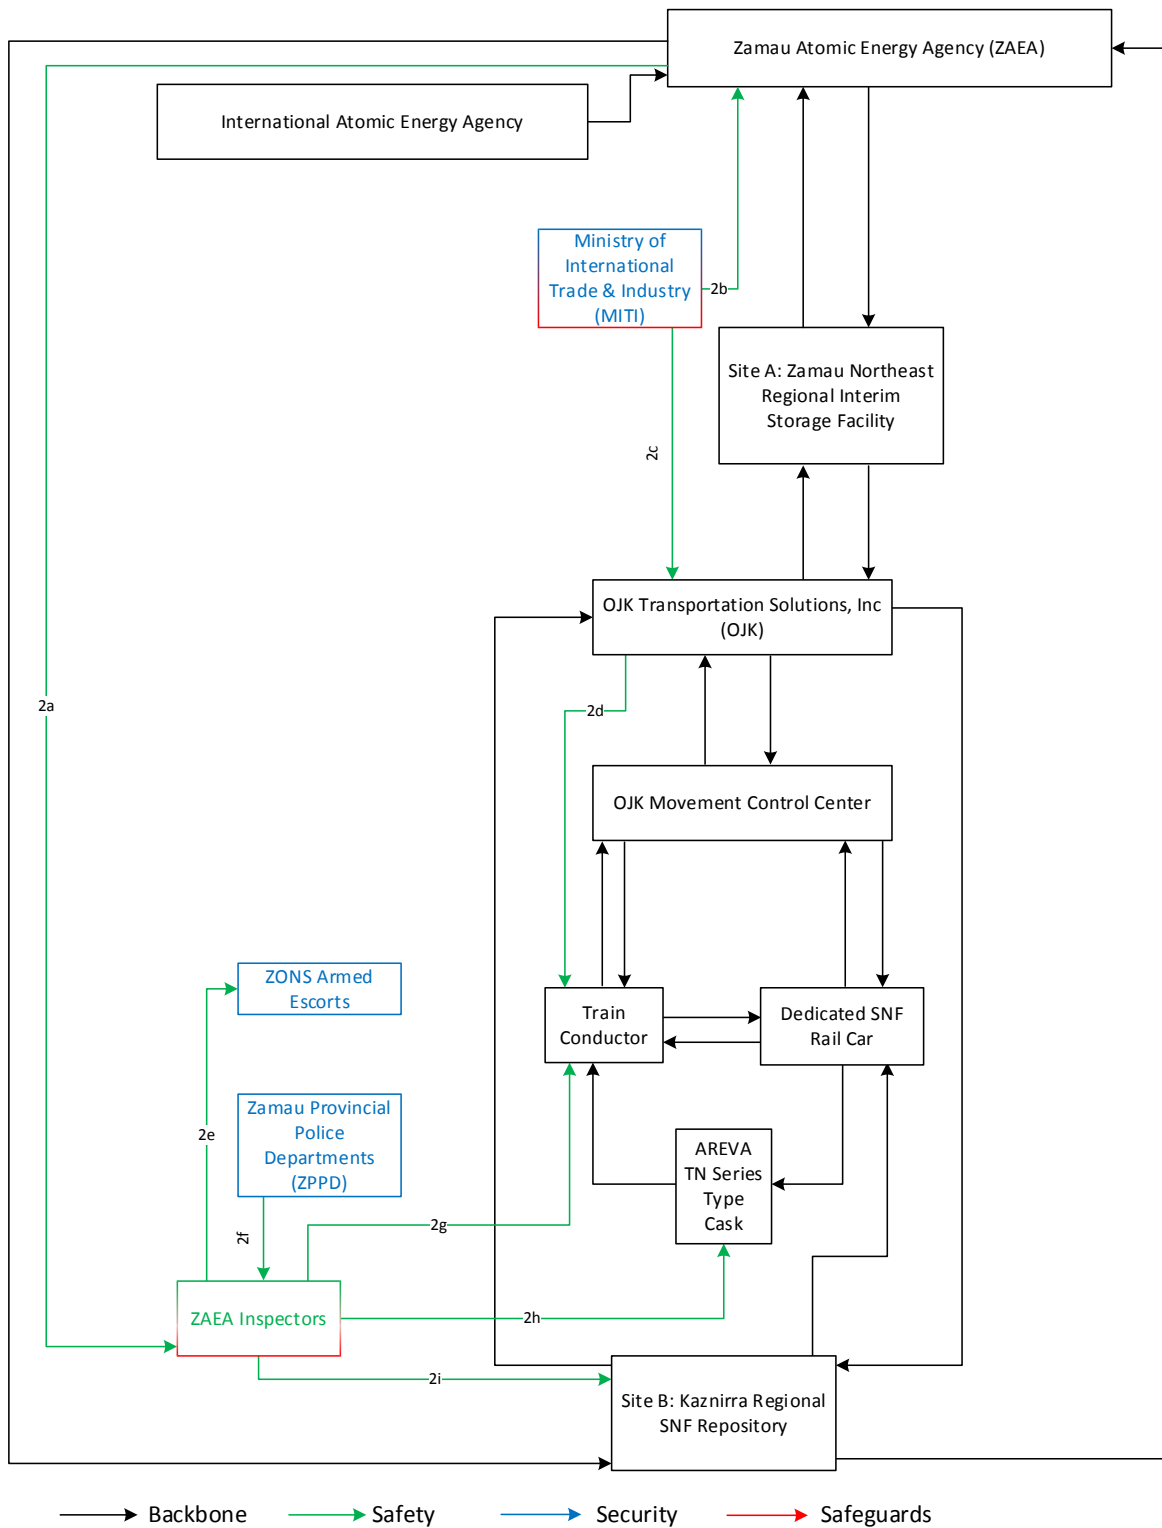 Zamau Atomic Energy Agency (ZAEA)
International Atomic Energy Agency
Ministry of
International
Trade & Industry
(MITI)
2b
Site A: Zamau Northeast
Regional Interim
Storage Facility
2c
OJK Transportation Solutions, Inc
(OJK)
2a
2d
OJK Movement Control Center
ZONS Armed
Escorts
Train
Conductor
Dedicated SNF
Rail Car
2e
Zamau Provincial
Police
Departments
(ZPPD)
AREVA
TN Series
Type
Cask
2f
2g
ZAEA Inspectors
2h
2i
Site B: Kaznirra Regional
SNF Repository
Backbone
Safety
Security
Safeguards